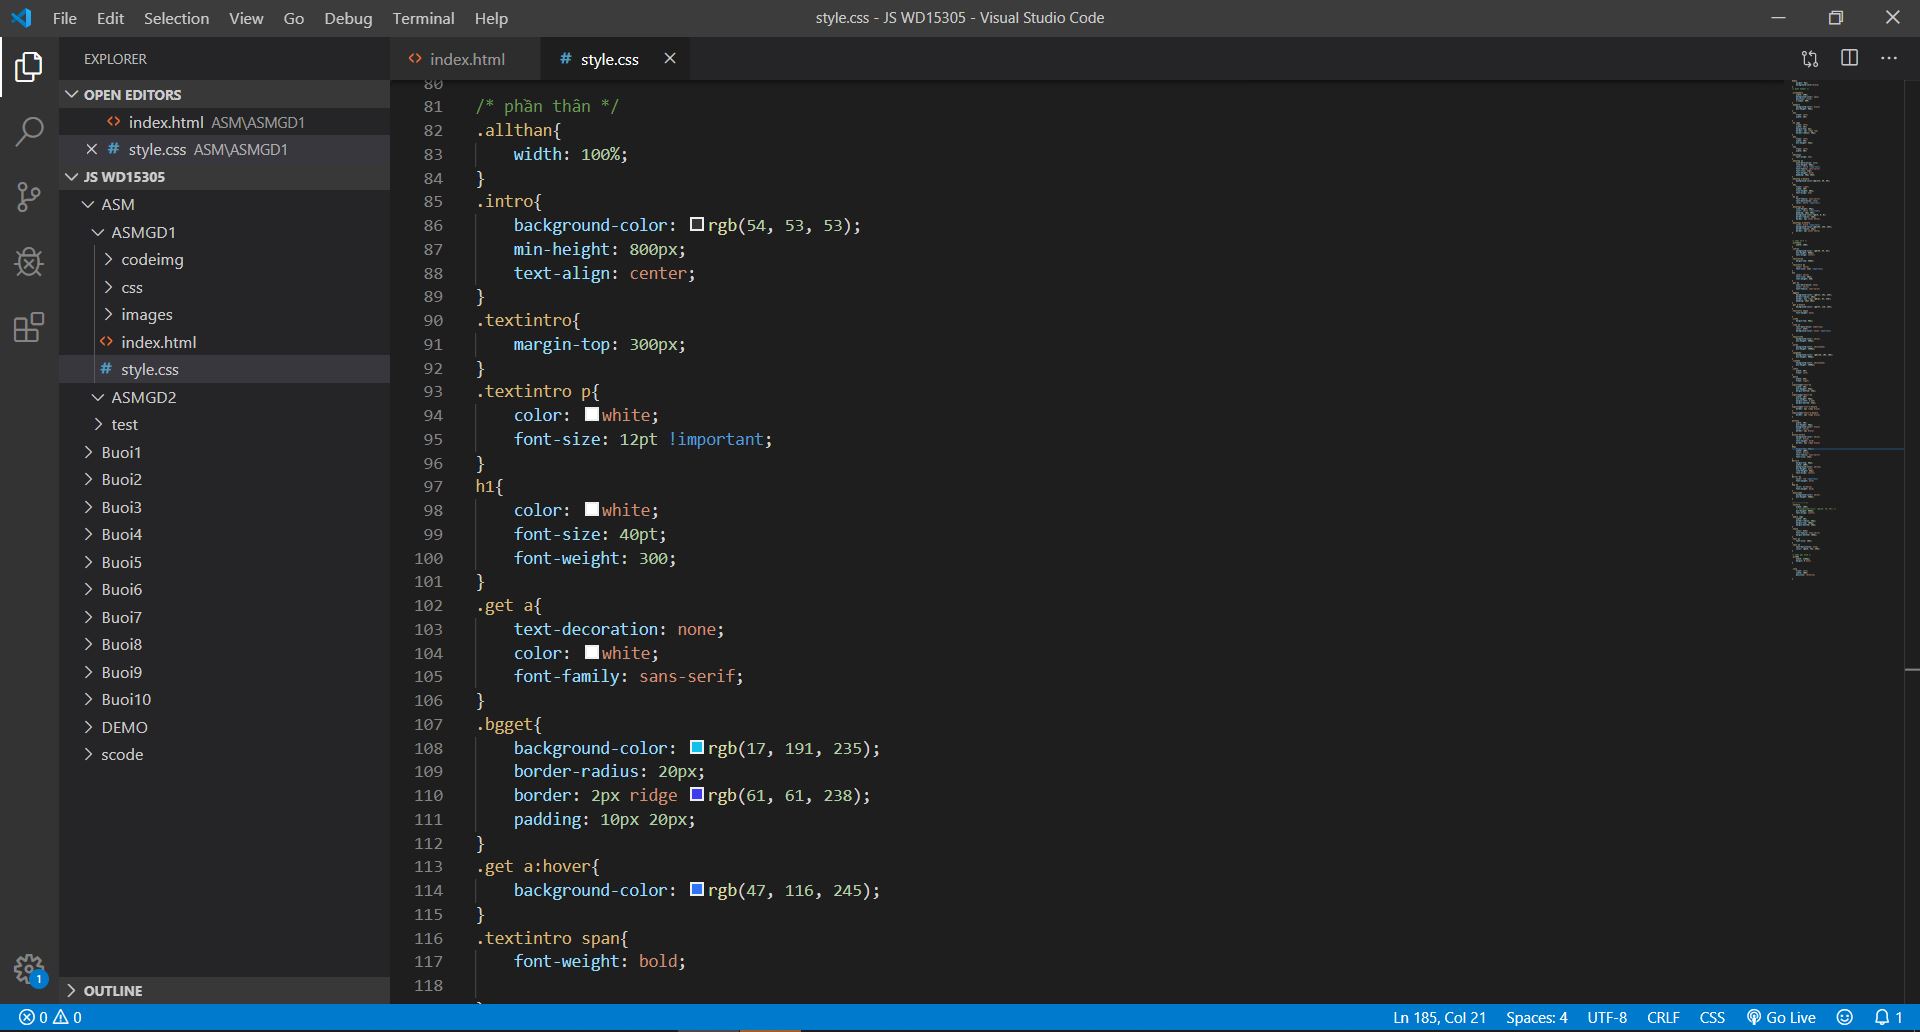 File Edit Selection View Go Debug Terminal Help
style.css - JS WD15305 - Visual Studio Code
EXPLORER
OPEN EDITORS
index.html ASM\ASMGD1
style.css ASM\ASMGD1
JS WD15305
ASM
ASMGD1
codeimg
css
images
index.html
style.css
ASMGD2
test
Buoi1
Buoi2
Buoi3
Buoi4
Buoi5
Buoi6
Buoi7
Buoi8
Buoi9
Buoi10
DEMO
scode
OUTLINE
1
index.html
style.css
80
81 /* phần thân */
82 .allthan{
83 width: 100%;
84 }
85 .intro{
86 background-color: rgb(54, 53, 53);
87 min-height: 800px;
88 text-align: center;
89 }
90 .textintro{
91 margin-top: 300px;
92 }
93 .textintro p{
94 color: white;
95 font-size: 12pt !important;
96 }
97 h1{
98 color: white;
99 font-size: 40pt;
100 font-weight: 300;
101 }
102 .get a{
103 text-decoration: none;
104 color: white;
105 font-family: sans-serif;
106 }
107 .bgget{
108 background-color: rgb(17, 191, 235);
109 border-radius: 20px;
110 border: 2px ridge rgb(61, 61, 238);
111 padding: 10px 20px;
112 }
113 .get a:hover{
114 background-color: rgb(47, 116, 245);
115 }
116 .textintro span{
117 font-weight: bold;
118
0 0
Ln 185, Col 21 Spaces: 4 UTF-8 CRLF CSS Go Live 1